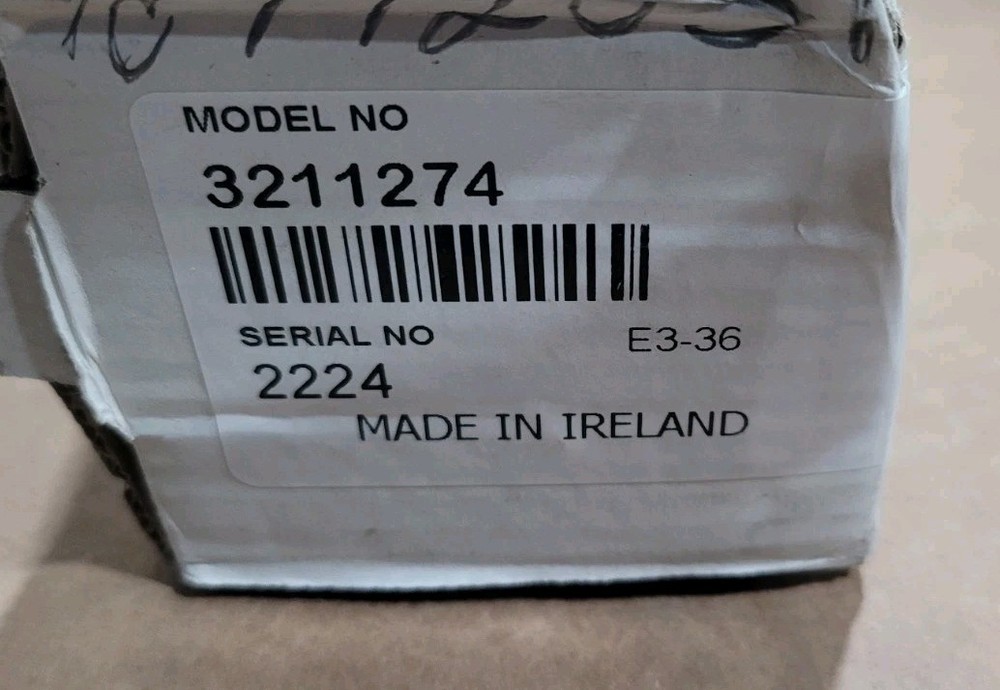 MODEL NO
3211274
SERIAL NO
E3-36
2224
MADE IN IRELAND